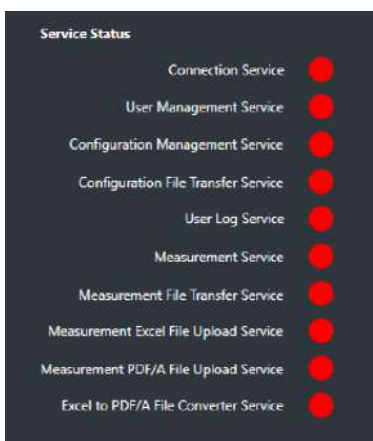 Service Status
Connection Service
User Management Service
Configuration Management Service
Configuration File Transfer Service
User Log Service
Measurement Service
Measurement File Transfer Service
Measurement Excel File Upload Service
Measurement PDF/A File Upload Service
Excel to PDF/A File Converter Service